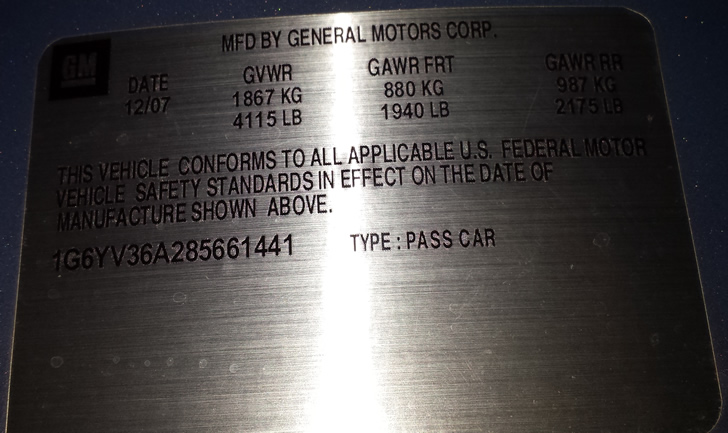 MFD BY GENERAL MOTORS CORP.
GM
DATE GVWR GAWR FRT GAWR RR
12/07 1867 KG 880 KG 987 KG
4115 LB 1940 LB 2175 LB
THIS VEHICLE CONFORMS TO ALL APPLICABLE U.S. FEDERAL MOTOR
VEHICLE SAFETY STANDARDS IN EFFECT ON THE DATE OF
MANUFACTURE SHOWN ABOVE.
1G6YV36A285661441 TYPE : PASS CAR